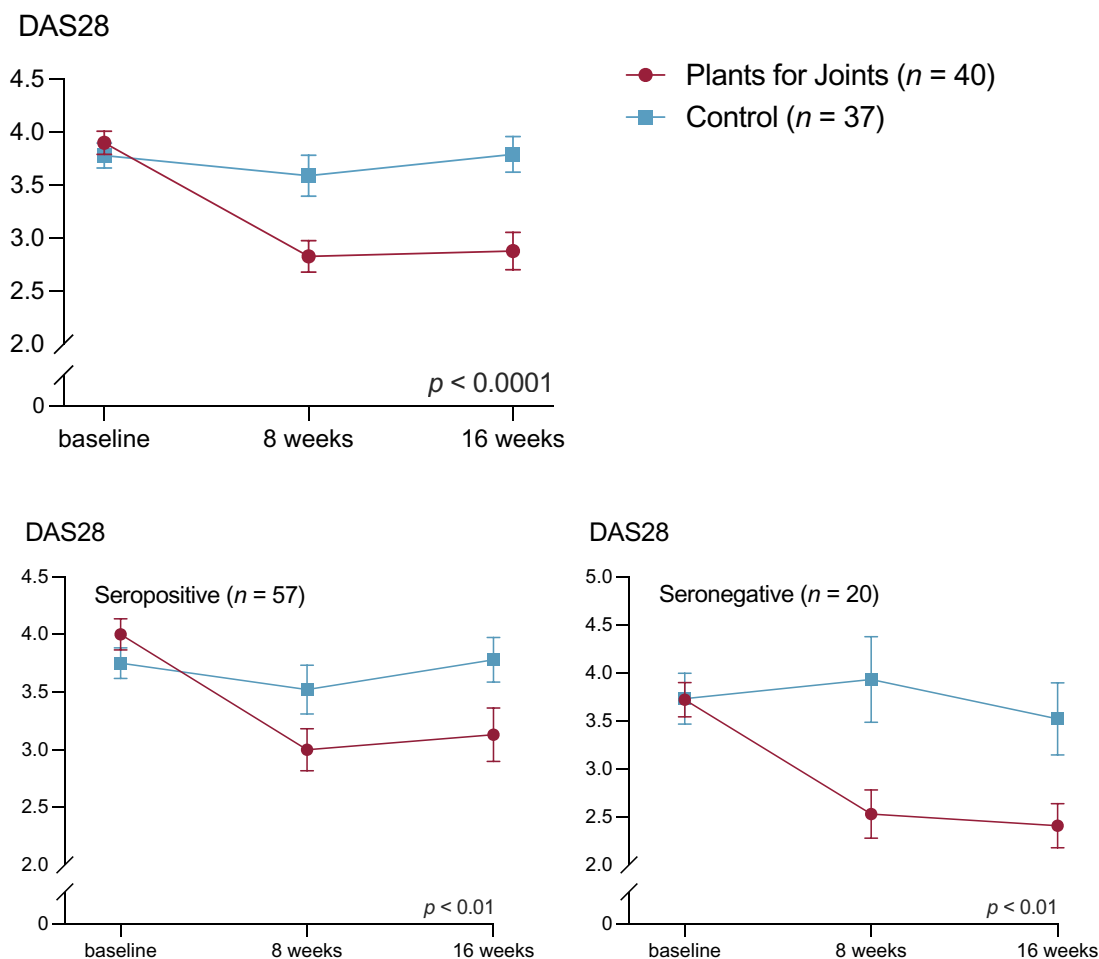 DAS28
Plants for Joints (n = 40)
Control (n = 37)
4.5
4.0
3.5
3.0
2.5
2.0
0
p < 0.0001
baseline 8 weeks 16 weeks
DAS28
Seropositive (n = 57)
4.5
4.0
3.5
3.0
2.5
2.0
0
p < 0.01
baseline 8 weeks 16 weeks
DAS28
Seronegative (n = 20)
5.0
4.5
4.0
3.5
3.0
2.5
2.0
0
p < 0.01
baseline 8 weeks 16 weeks